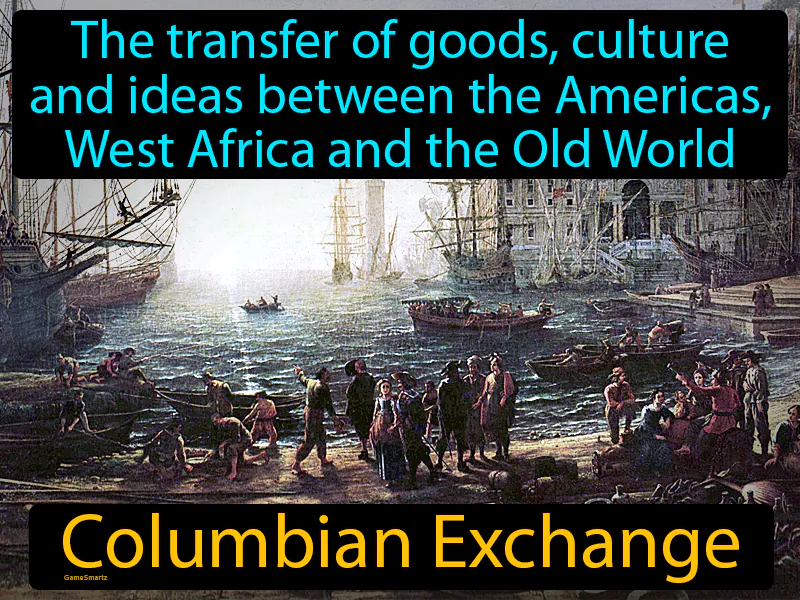 The transfer of goods, culture
and ideas between the Americas,
West Africa and the Old World
Columbian Exchange
GameSmartz